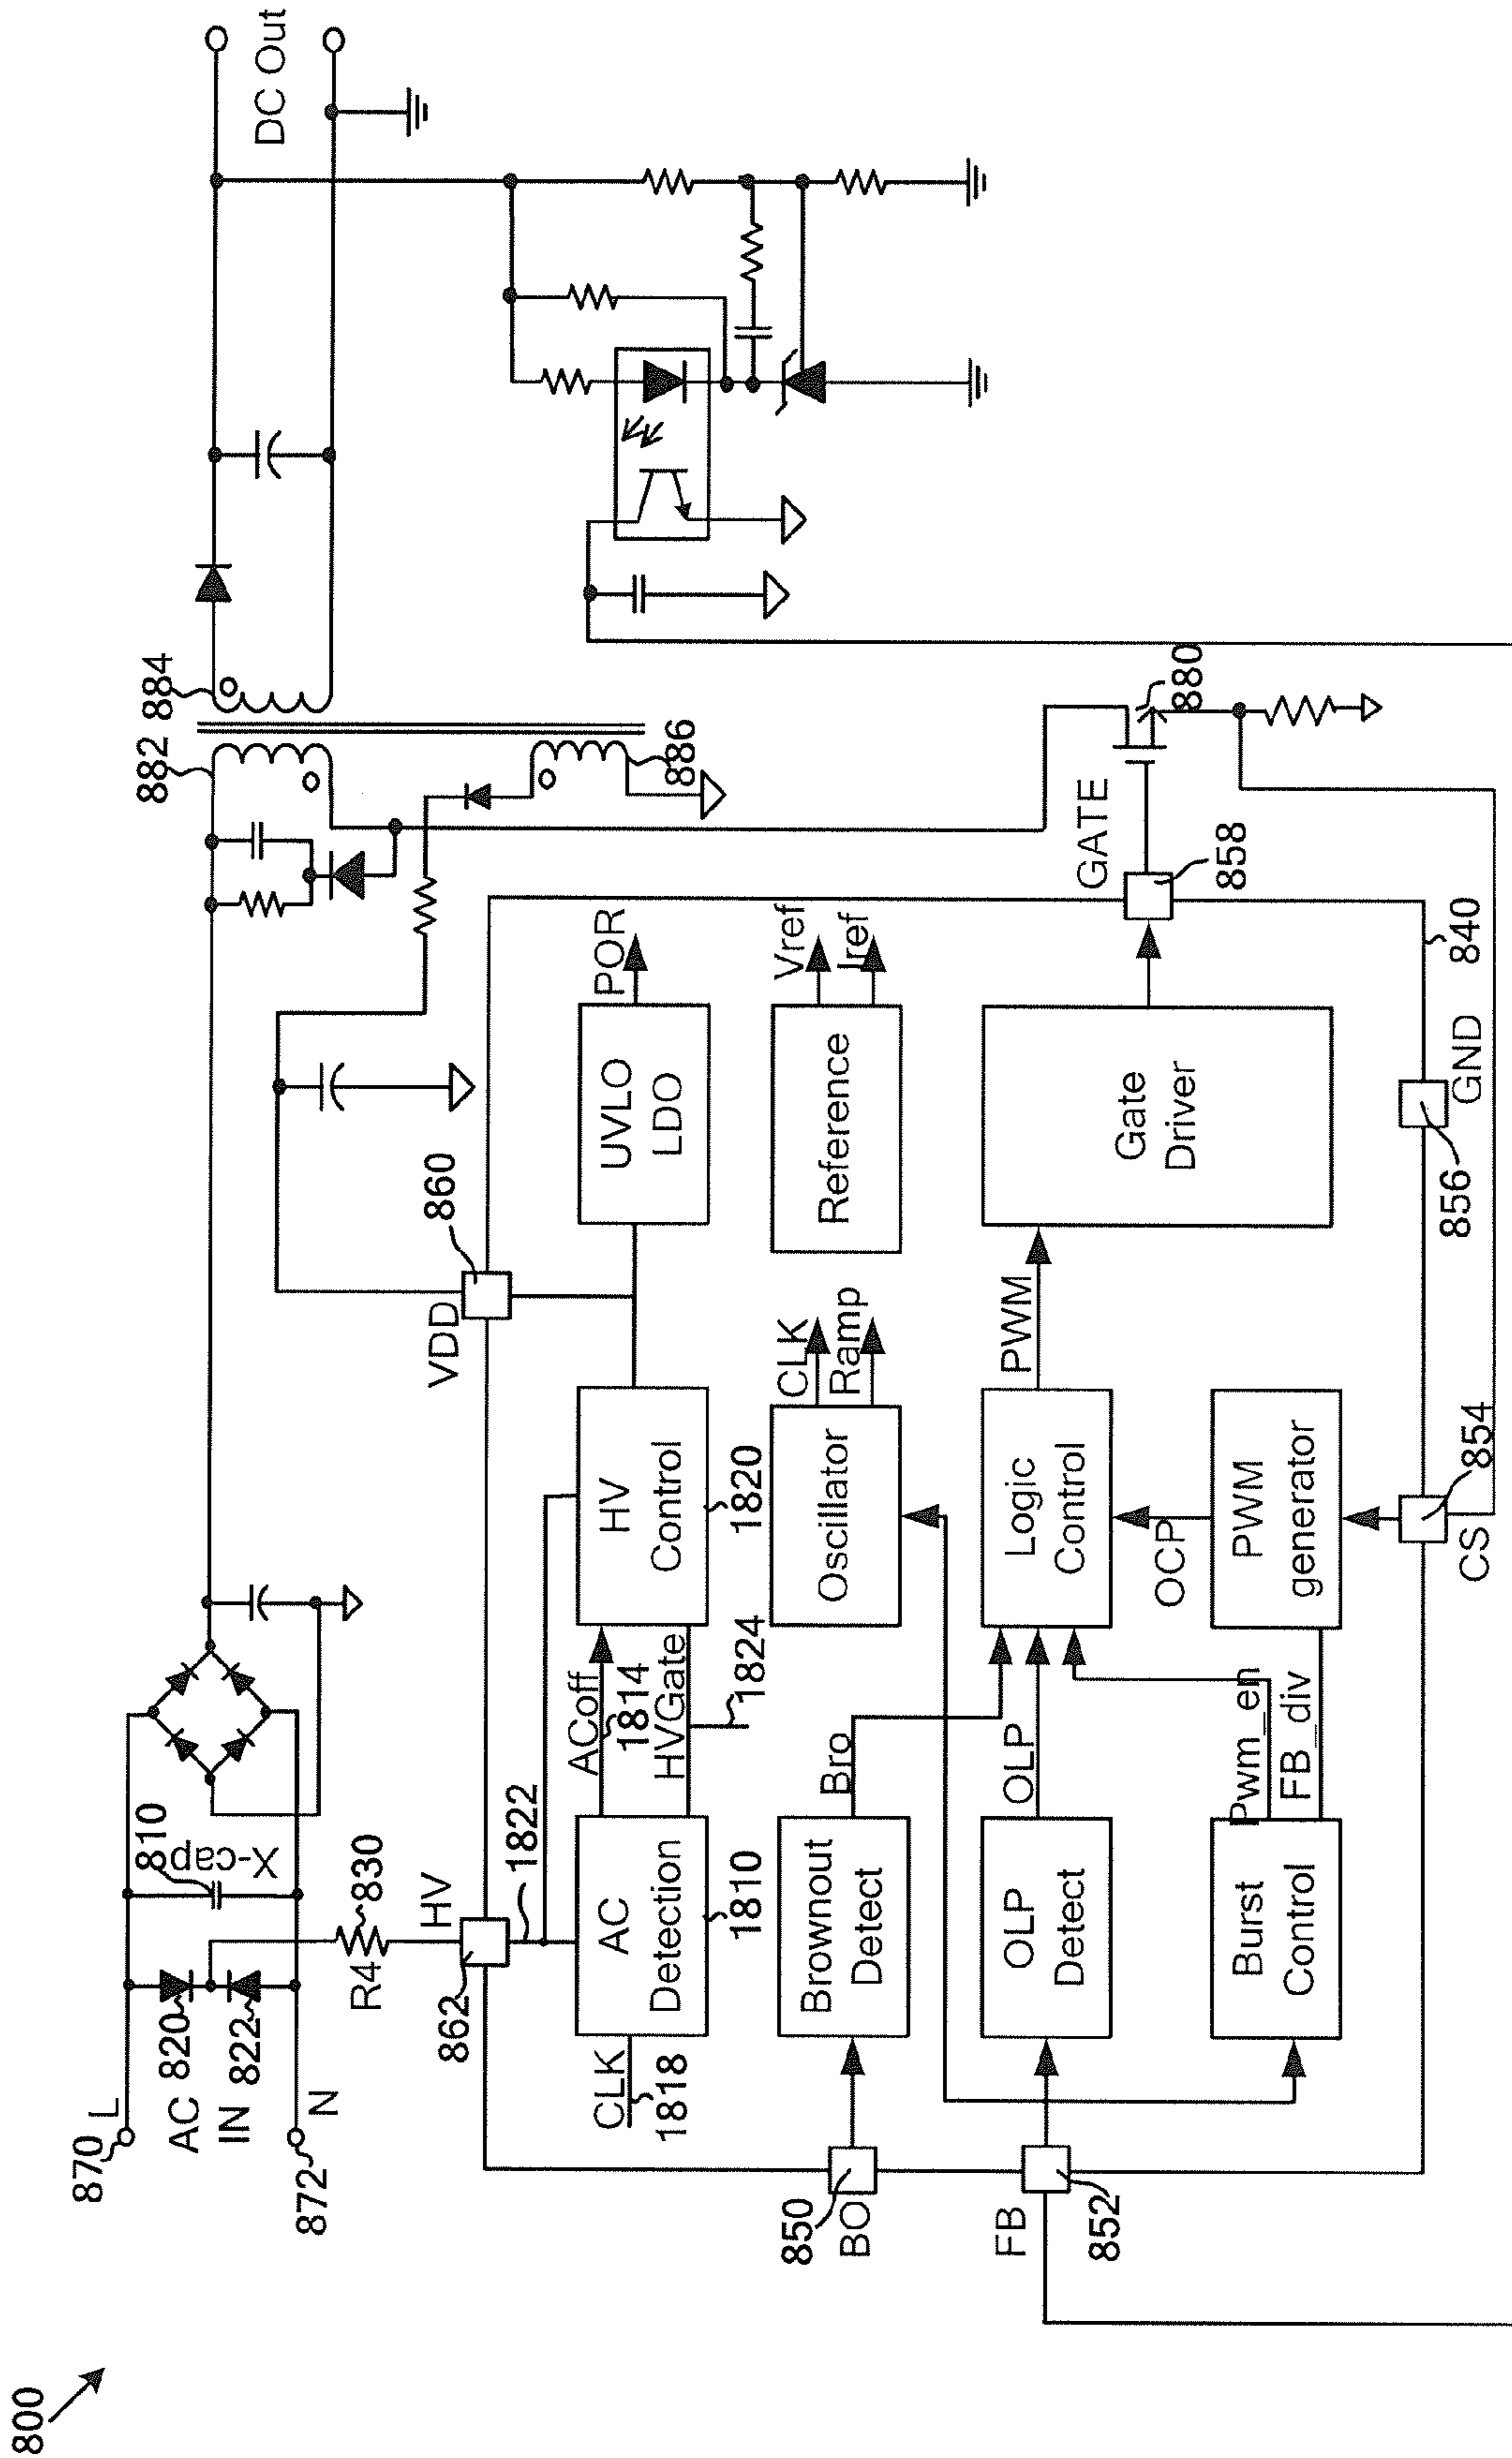 800
870
L
AC
IN
872
N
820
822
810
X-cap
R4
830
HV
862
1822
882
884
DC Out
886
VDD
860
CLK
1818
AC
Detection
1810
ACoff
1814
HVGate
1824
HV
Control
1820
UVLO
LDO
POR
Oscillator
CLK
Ramp
Reference
Vref
Iref
850
BO
Brownout
Detect
Bro
FB
852
OLP
Detect
OLP
Logic
Control
PWM
Gate
Driver
GATE
858
880
Burst
Control
Pwm_en
FB_div
PWM
generator
OCP
CS
854
856
GND
840